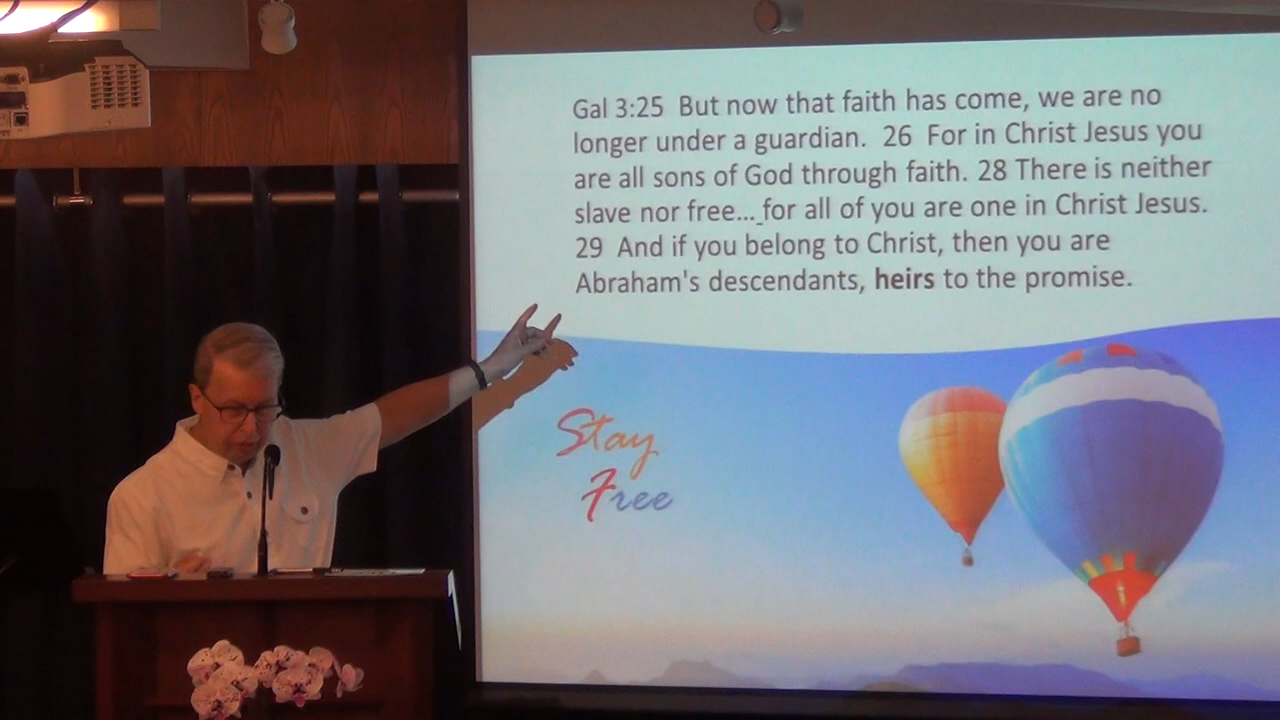 Gal 3:25  But now that faith has come, we are no
longer under a guardian.  26  For in Christ Jesus you
are all sons of God through faith. 28 There is neither
slave nor free... for all of you are one in Christ Jesus.
29  And if you belong to Christ, then you are
Abraham's descendants, heirs to the promise.
Stay
Free